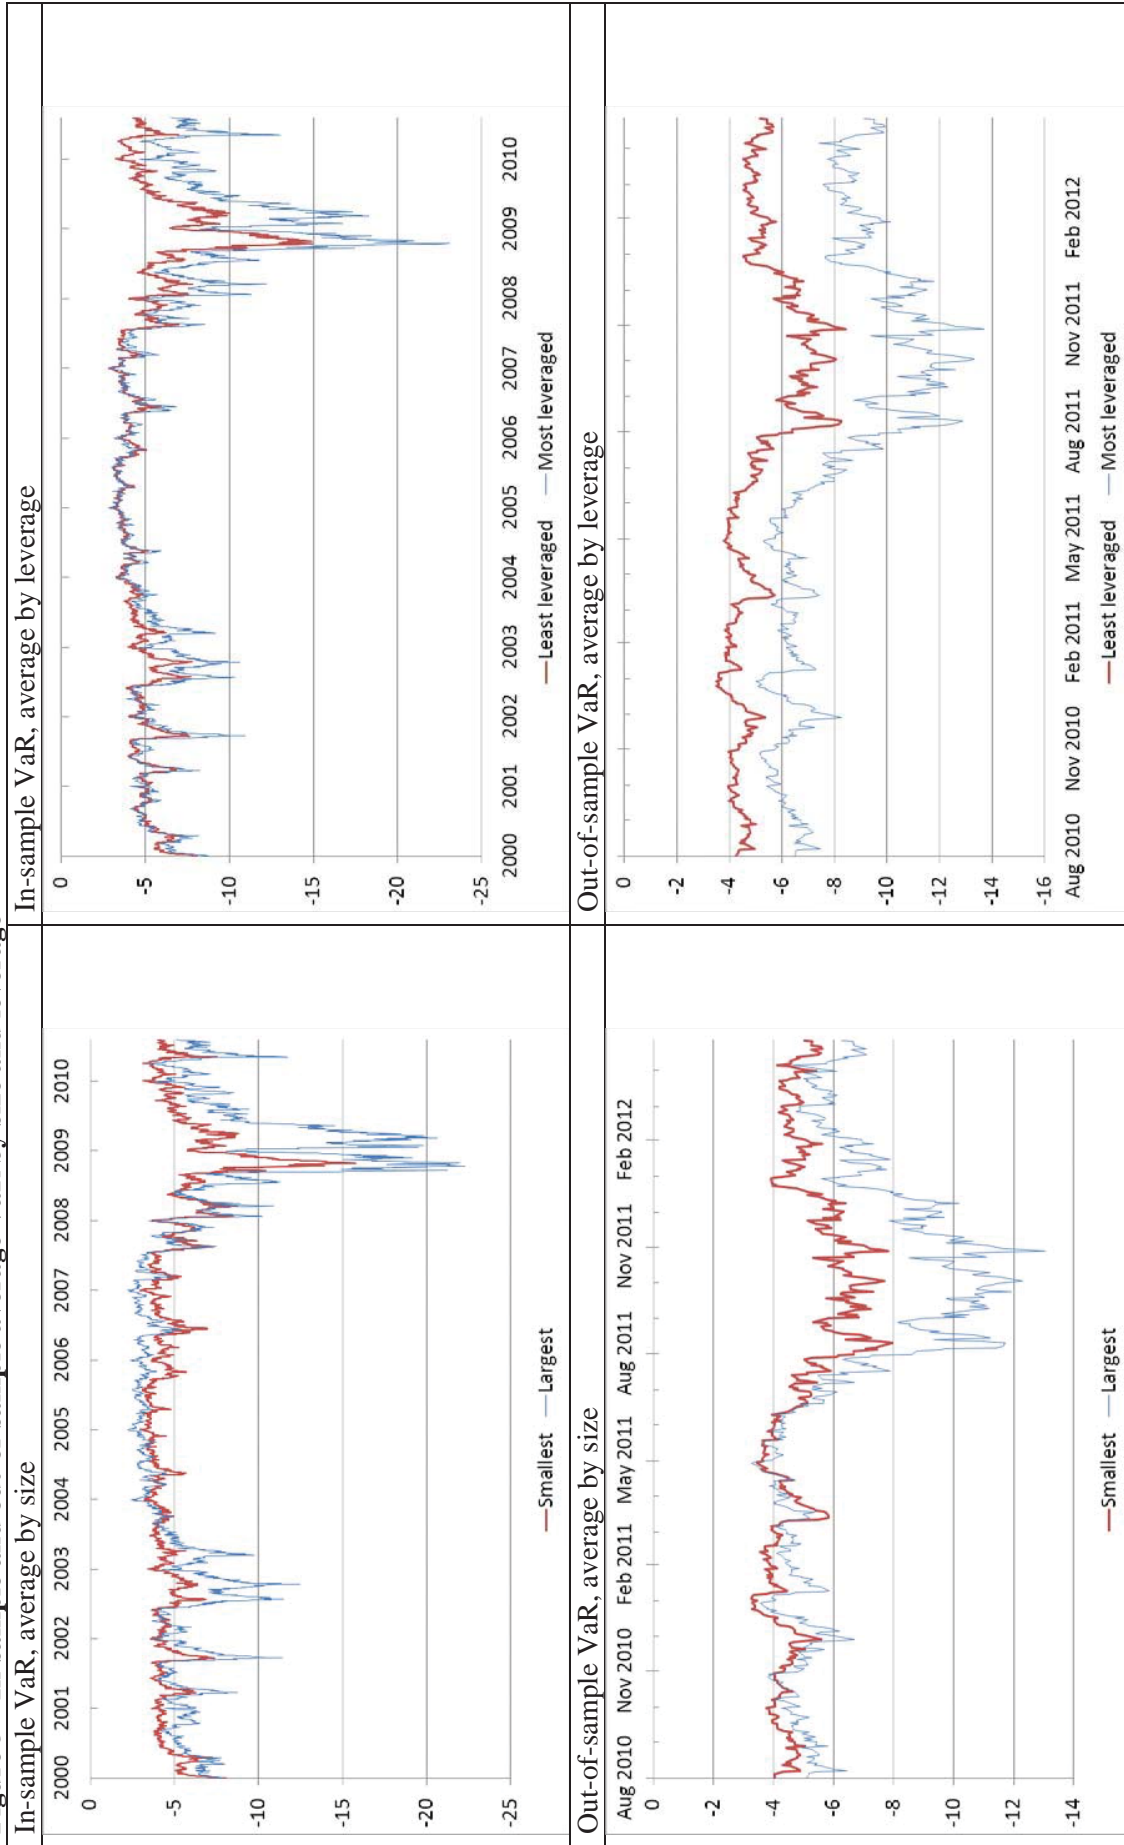 In-sample VaR, average by size
2000 2001 2002 2003 2004 2005 2006 2007 2008 2009 2010
0
-5
-10
-15
-20
-25
Smallest Largest
In-sample VaR, average by leverage
0
-5
-10
-15
-20
-25
2000 2001 2002 2003 2004 2005 2006 2007 2008 2009 2010
Least leveraged Most leveraged
Out-of-sample VaR, average by size
Aug 2010 Nov 2010 Feb 2011 May 2011 Aug 2011 Nov 2011 Feb 2012
0
-2
-4
-6
-8
-10
-12
-14
Smallest Largest
Out-of-sample VaR, average by leverage
0
-2
-4
-6
-8
-10
-12
-14
-16
Aug 2010 Nov 2010 Feb 2011 May 2011 Aug 2011 Nov 2011 Feb 2012
Least leveraged Most leveraged